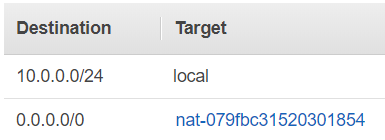 Destination Target
10.0.0.0/24 local
0.0.0.0/0 nat-079fbc31520301854